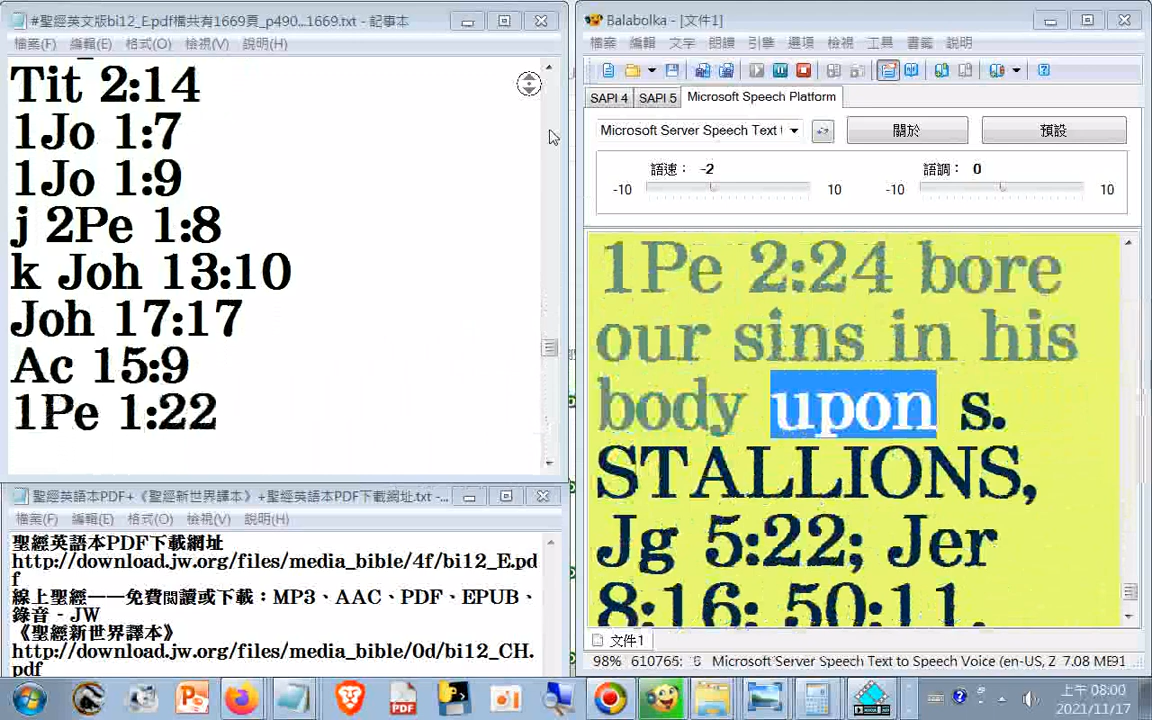 #聖經英文版bi12_E.pdf檔共有1669頁_p490...1669.txt - 記事本
檔案(F) 編輯(E) 格式(O) 檢視(V) 說明(H)
Tit 2:14
1Jo 1:7
1Jo 1:9
j 2Pe 1:8
k Joh 13:10
Joh 17:17
Ac 15:9
1Pe 1:22
聖經英語本PDF+《聖經新世界譯本》+聖經英語本PDF下載網址.txt - ...
檔案(F) 編輯(E) 格式(O) 檢視(V) 說明(H)
聖經英語本PDF下載網址
http://download.jw.org/files/media_bible/4f/bi12_E.pd
f
線上聖經——免費閱讀或下載：MP3、AAC、PDF、EPUB、
錄音 - JW
《聖經新世界譯本》
http://download.jw.org/files/media_bible/0d/bi12_CH.
pdf
Balabolka - [文件1]
檔案 編輯 文字 朗讀 引擎 選項 檢視 工具 書籤 說明
SAPI 4 SAPI 5 Microsoft Speech Platform
Microsoft Server Speech Text 關於 預設
語速： -2 語調： 0
-10 10 -10 10
1Pe 2:24 bore
our sins in his
body upon s.
STALLIONS,
Jg 5:22; Jer
8:16; 50:11.
文件1
98% 610765: Microsoft Server Speech Text to Speech Voice (en-US, Z 7.08 ME
PDF
上午 08:00
2021/11/17